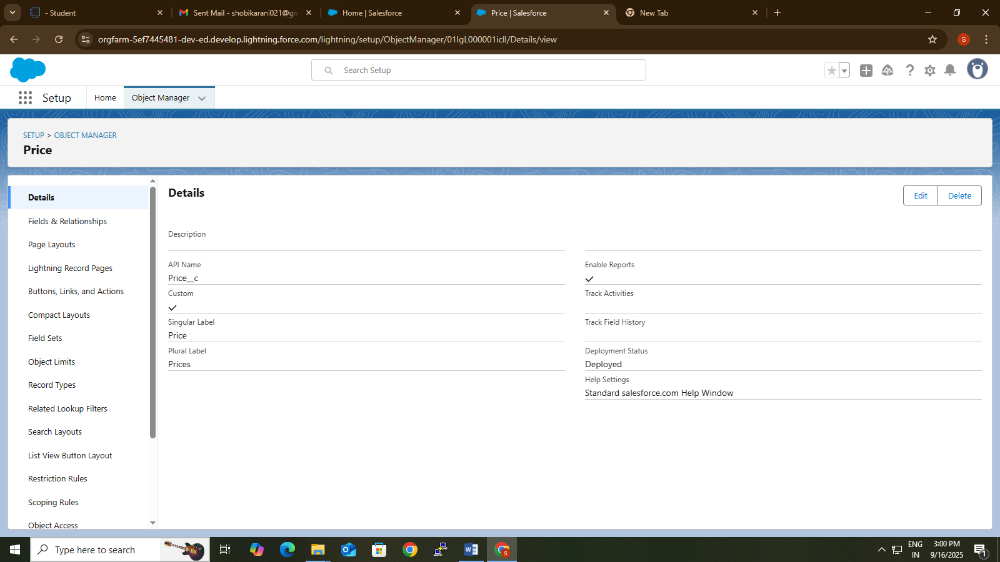 - Student
Sent Mail - shobikarani021@gm
Home | Salesforce
Price | Salesforce
New Tab
orgfarm-5ef7445481-dev-ed.develop.lightning.force.com/lightning/setup/ObjectManager/01IgL000001icll/Details/view
S
Search Setup
Setup
Home
Object Manager
SETUP > OBJECT MANAGER
Price
Details
Fields & Relationships
Page Layouts
Lightning Record Pages
Buttons, Links, and Actions
Compact Layouts
Field Sets
Object Limits
Record Types
Related Lookup Filters
Search Layouts
List View Button Layout
Restriction Rules
Scoping Rules
Object Access
Details
Edit
Delete
Description
API Name
Price__c
Custom
Singular Label
Price
Plural Label
Prices
Enable Reports
Track Activities
Track Field History
Deployment Status
Deployed
Help Settings
Standard salesforce.com Help Window
Type here to search
ENG
IN
3:00 PM
9/16/2025
1